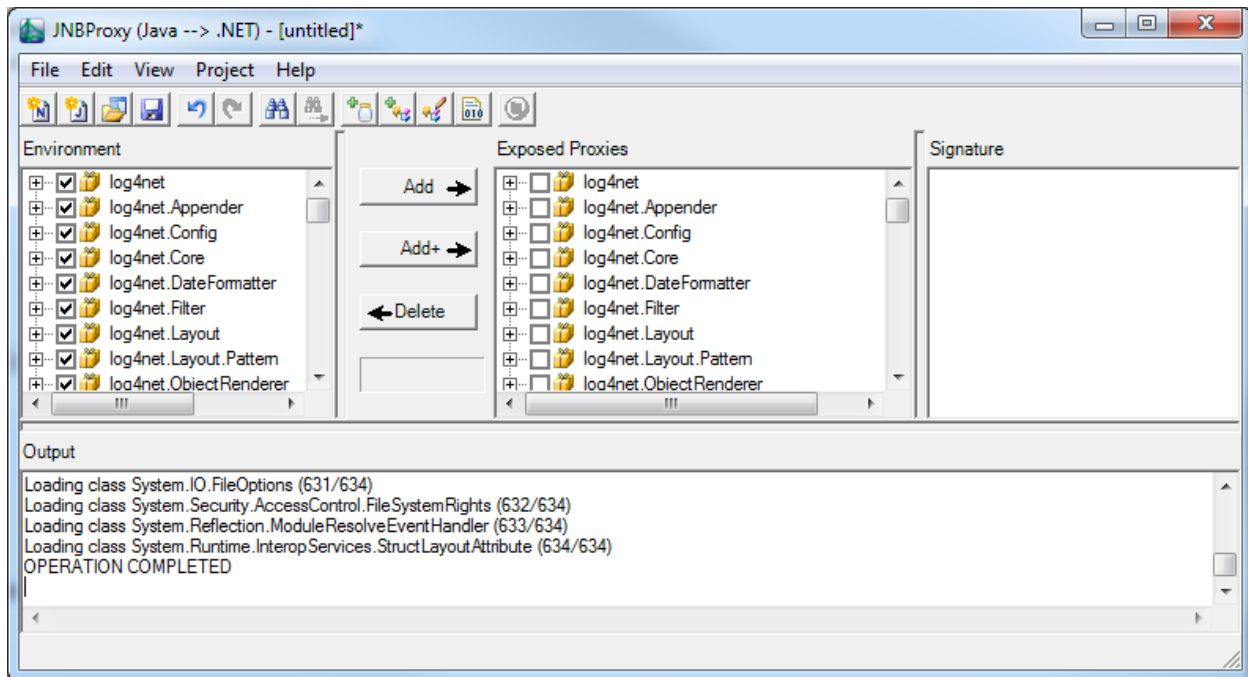 JNBProxy (Java --> .NET) - [untitled]*
File Edit View Project Help
N J 010
Environment
log4net
log4net.Appender
log4net.Config
log4net.Core
log4net.DateFormatter
log4net.Filter
log4net.Layout
log4net.Layout.Pattern
log4net.ObjectRenderer
Add
Add+
Delete
Exposed Proxies
log4net
log4net.Appender
log4net.Config
log4net.Core
log4net.DateFormatter
log4net.Filter
log4net.Layout
log4net.Layout.Pattern
log4net.ObjectRenderer
Signature
Output
Loading class System.IO.FileOptions (631/634)
Loading class System.Security.AccessControl.FileSystemRights (632/634)
Loading class System.Reflection.ModuleResolveEventHandler (633/634)
Loading class System.Runtime.InteropServices.StructLayoutAttribute (634/634)
OPERATION COMPLETED